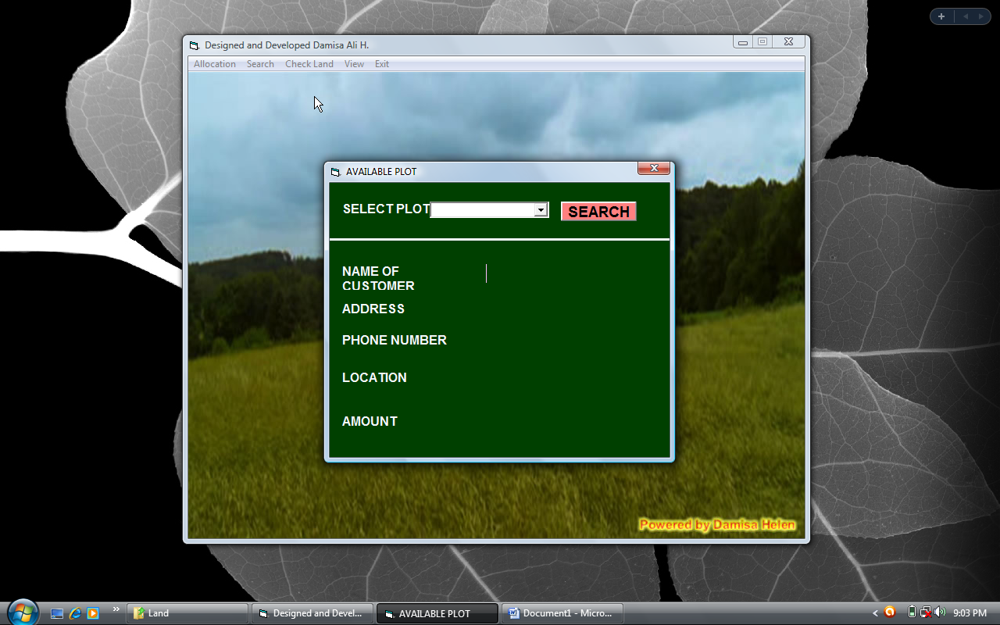 Designed and Developed Damisa Ali H.
Allocation Search Check Land View Exit
AVAILABLE PLOT
SELECT PLOT SEARCH
NAME OF
CUSTOMER
ADDRESS
PHONE NUMBER
LOCATION
AMOUNT
Powered by Damisa Helen
Land Designed and Devel... AVAILABLE PLOT Document1 - Micro... 9:03 PM